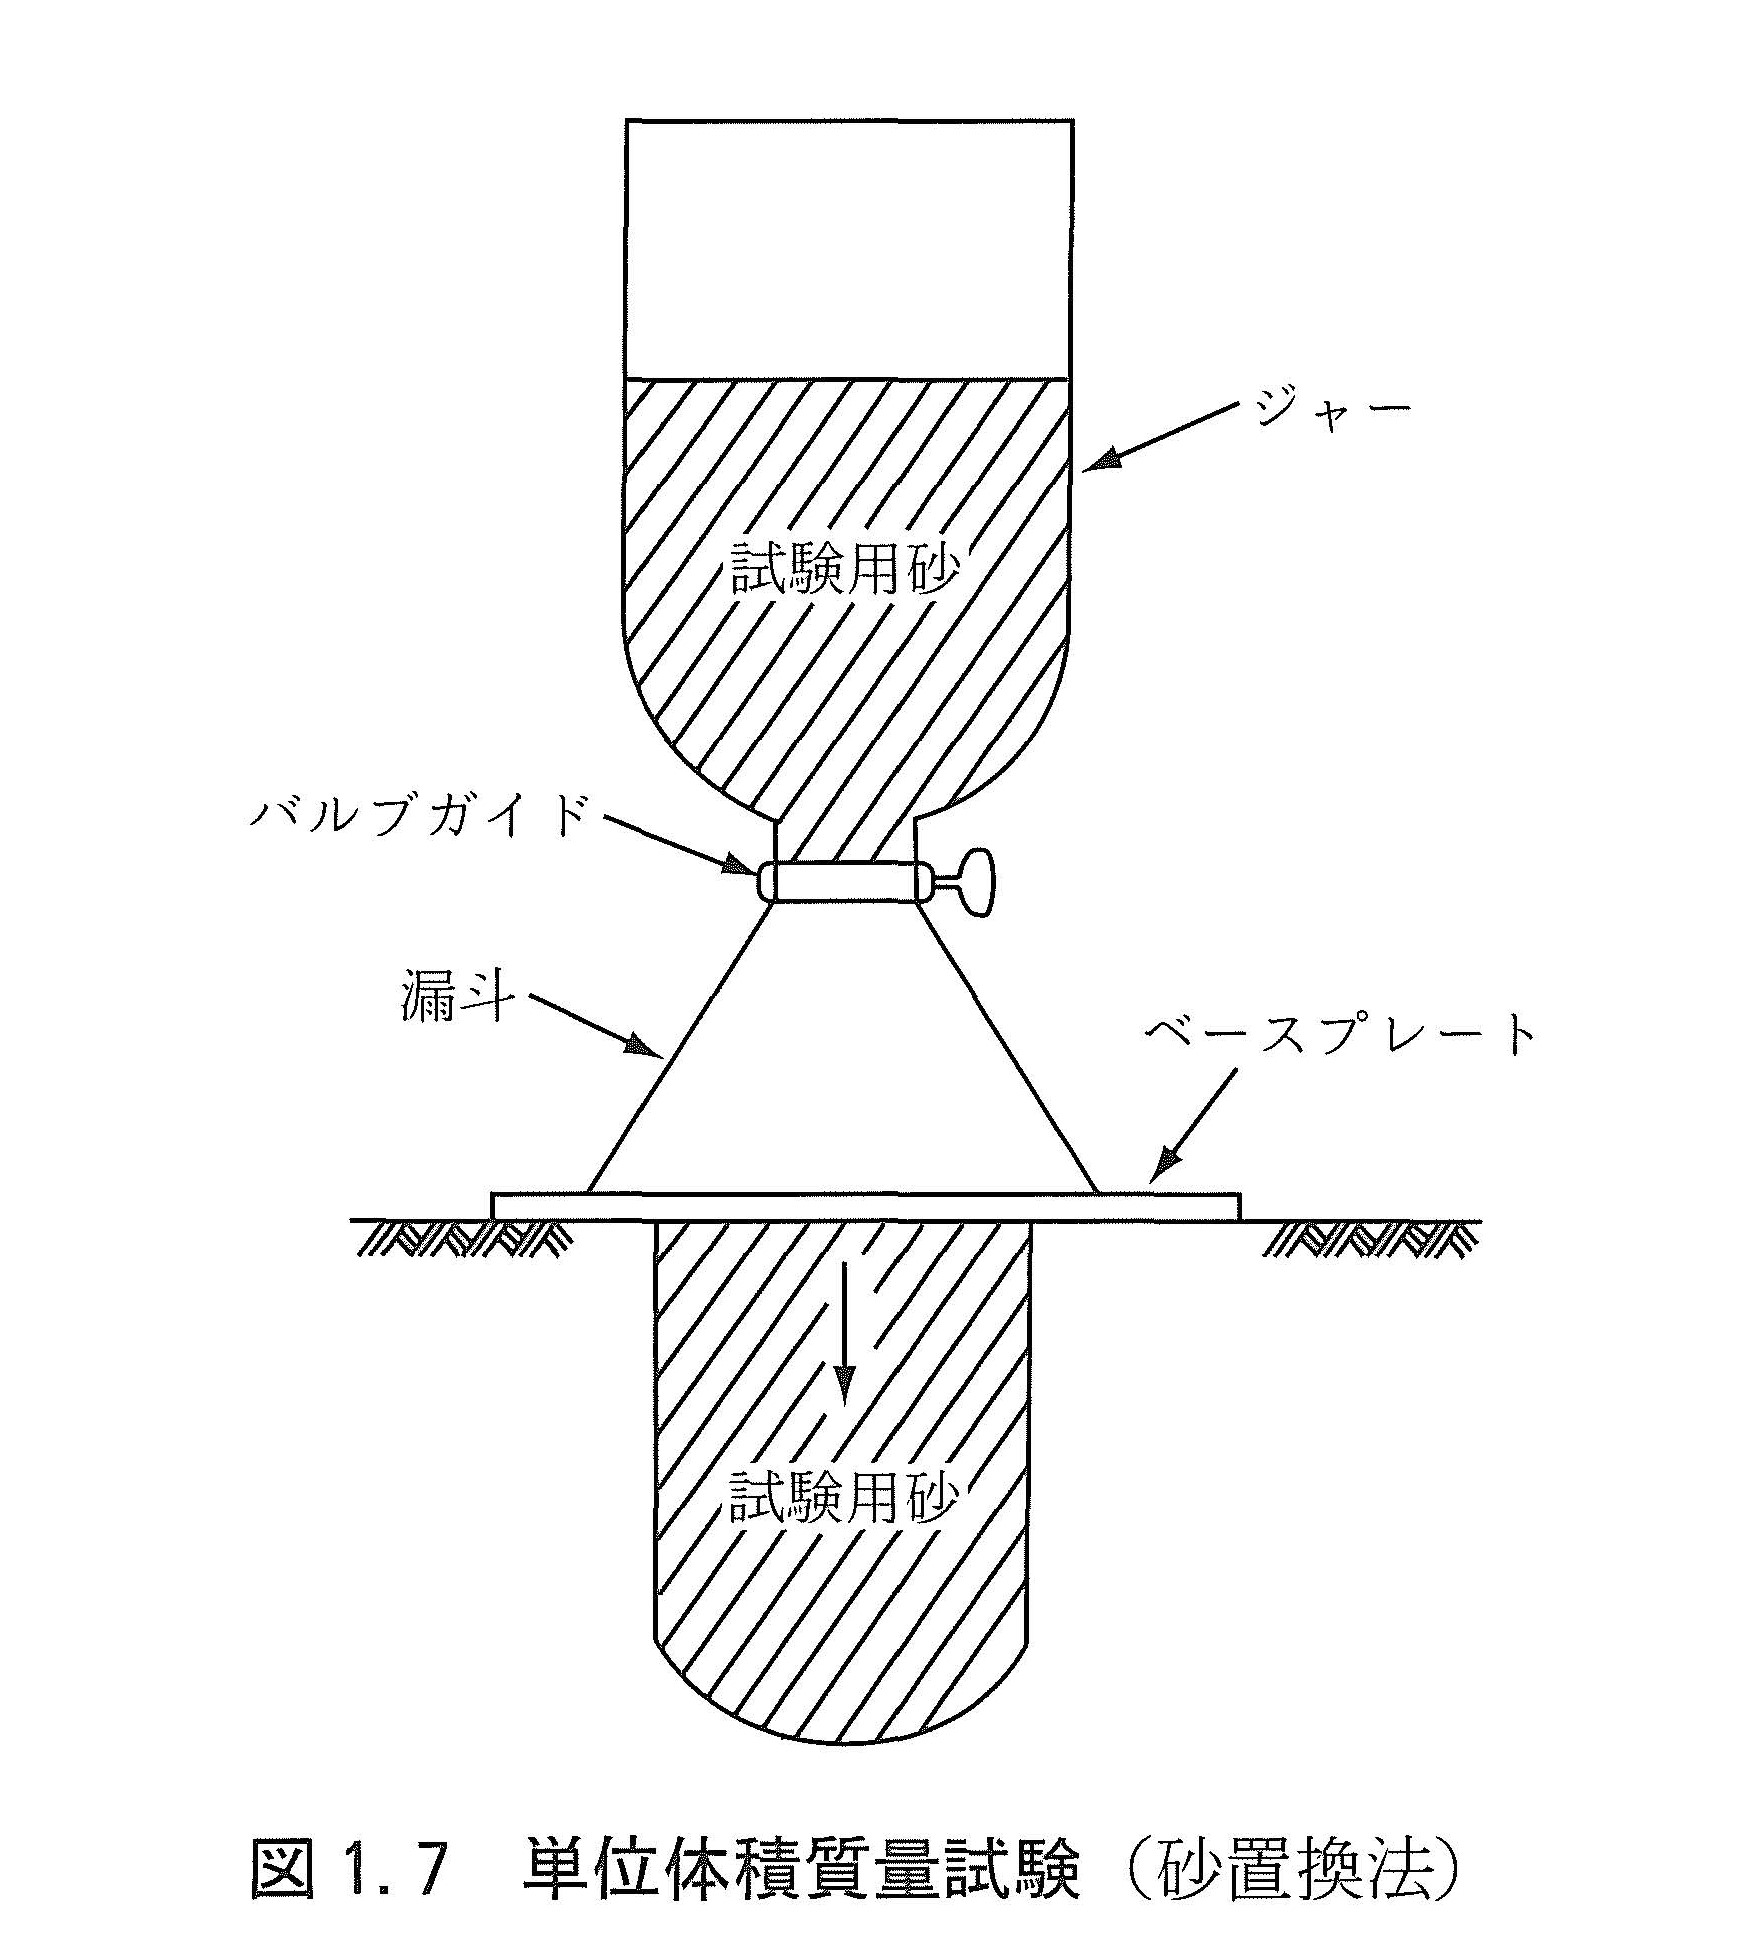 ジャー
試験用砂
バルブガイド
漏斗
ベースプレート
試験用砂
図1.7 単位体積質量試験（砂置換法）